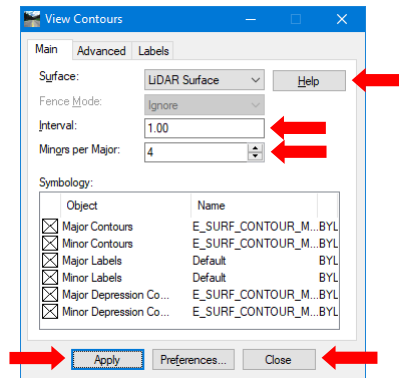 View Contours
Main Advanced Labels
Surface: LiDAR Surface Help
Fence Mode: Ignore
Interval: 1.00
Minors per Major: 4
Symbology:
Object Name
Major Contours E_SURF_CONTOUR_M...BYL
Minor Contours E_SURF_CONTOUR_M...BYL
Major Labels Default BYL
Minor Labels Default BYL
Major Depression Co... E_SURF_CONTOUR_M...BYL
Minor Depression Co... E_SURF_CONTOUR_M...BYL
Apply Preferences... Close